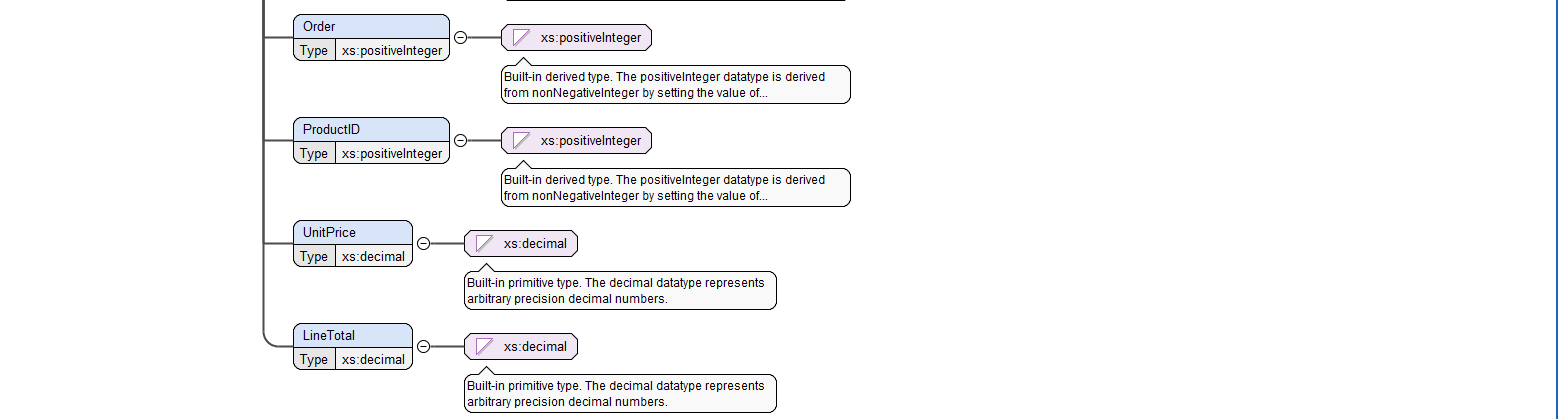 Order
Type xs:positiveInteger
xs:positiveInteger
Built-in derived type. The positiveInteger datatype is derived
from nonNegativeInteger by setting the value of...
ProductID
Type xs:positiveInteger
xs:positiveInteger
Built-in derived type. The positiveInteger datatype is derived
from nonNegativeInteger by setting the value of...
UnitPrice
Type xs:decimal
xs:decimal
Built-in primitive type. The decimal datatype represents
arbitrary precision decimal numbers.
LineTotal
Type xs:decimal
xs:decimal
Built-in primitive type. The decimal datatype represents
arbitrary precision decimal numbers.